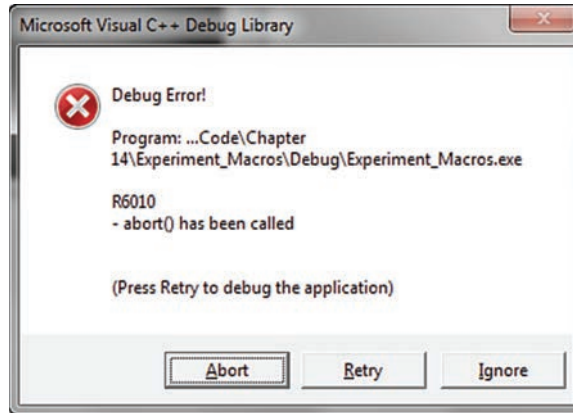 Microsoft Visual C++ Debug Library
Debug Error!
Program: ...Code\Chapter
14\Experiment_Macros\Debug\Experiment_Macros.exe
R6010
- abort() has been called
(Press Retry to debug the application)
Abort
Retry
Ignore